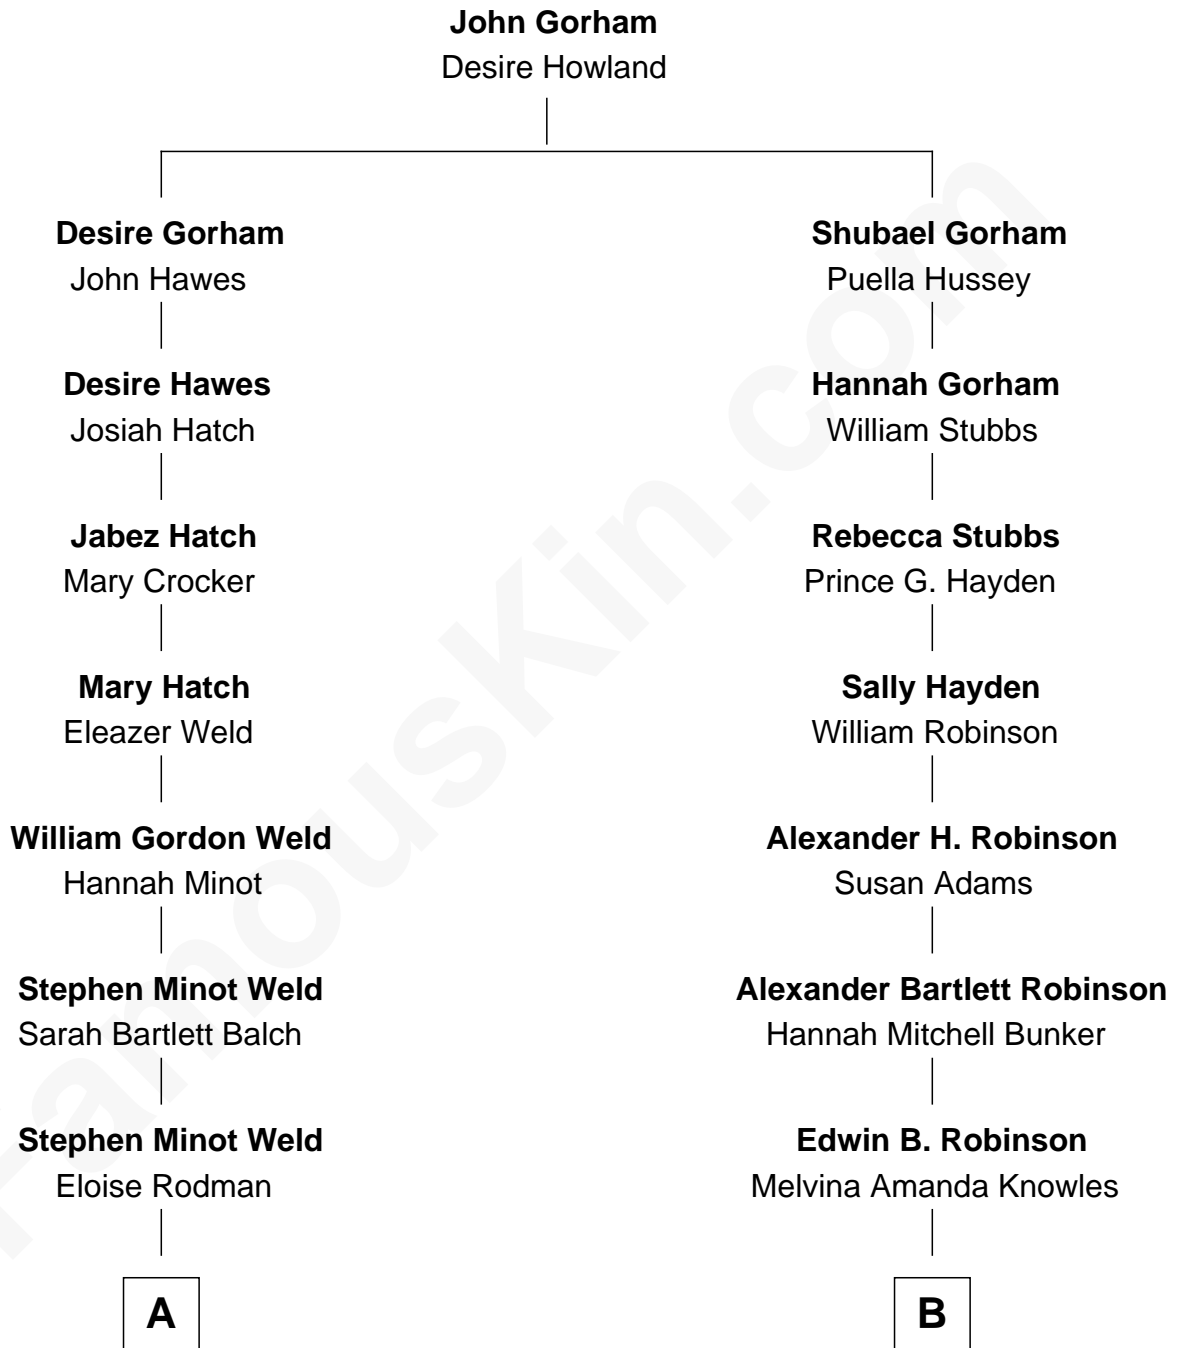 John Gorham
Desire Howland
Desire Gorham
John Hawes
Shubael Gorham
Puella Hussey
Desire Hawes
Josiah Hatch
Hannah Gorham
William Stubbs
Jabez Hatch
Mary Crocker
Rebecca Stubbs
Prince G. Hayden
Mary Hatch
Eleazer Weld
Sally Hayden
William Robinson
William Gordon Weld
Hannah Minot
Alexander H. Robinson
Susan Adams
Stephen Minot Weld
Sarah Bartlett Balch
Alexander Bartlett Robinson
Hannah Mitchell Bunker
Stephen Minot Weld
Eloise Rodman
Edwin B. Robinson
Melvina Amanda Knowles
A
B
FamousKin.com